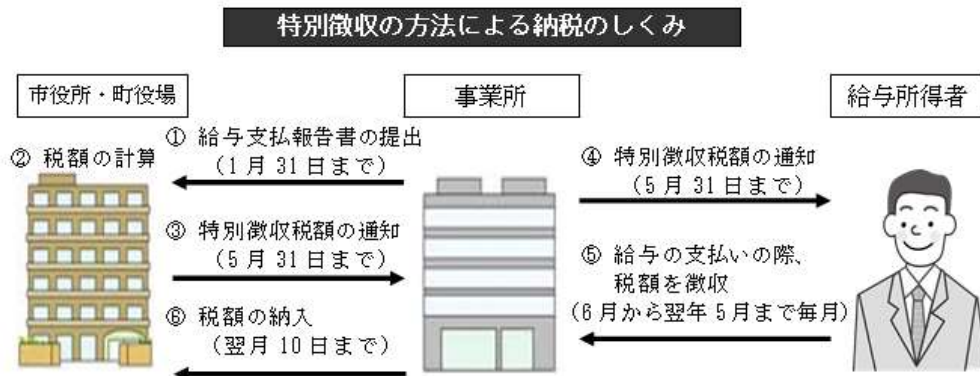 特別徴収の方法による納税のしくみ
市役所・町役場
事業所
給与所得者
① 給与支払報告書の提出
（1月31日まで）
② 税額の計算
③ 特別徴収税額の通知
（5月31日まで）
④ 特別徴収税額の通知
（5月31日まで）
⑤ 給与の支払いの際、
税額を徴収
（6月から翌年5月まで毎月）
⑥ 税額の納入
（翌月10日まで）